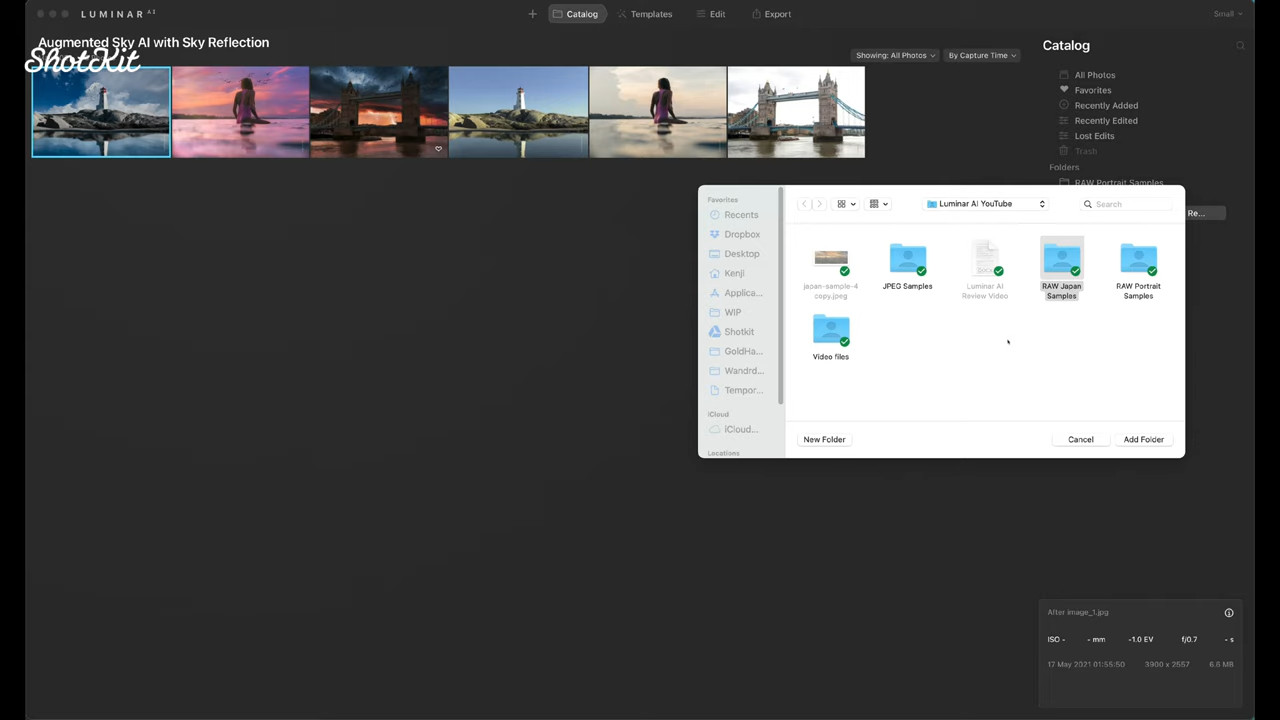 LUMINAR AI
Catalog
Templates
Edit
Export
Small
Augmented Sky AI with Sky Reflection
ShotKit
Showing: All Photos
By Capture Time
Catalog
All Photos
Favorites
Recently Added
Recently Edited
Lost Edits
Trash
Folders
RAW Portrait Samples
Re...
Favorites
Recents
Dropbox
Desktop
Kenji
Applica...
WIP
Shotkit
GoldHa...
Wandrd...
Tempor...
iCloud
iCloud...
Locations
Luminar AI YouTube
Search
japan-sample-4
copy.jpeg
JPEG Samples
Luminar AI
Review Video
RAW Japan
Samples
RAW Portrait
Samples
Video files
New Folder
Cancel
Add Folder
After image_1.jpg
ISO - - mm -1.0 EV f/0.7 - s
17 May 2021 01:55:50 3900 x 2557 6.6 MB